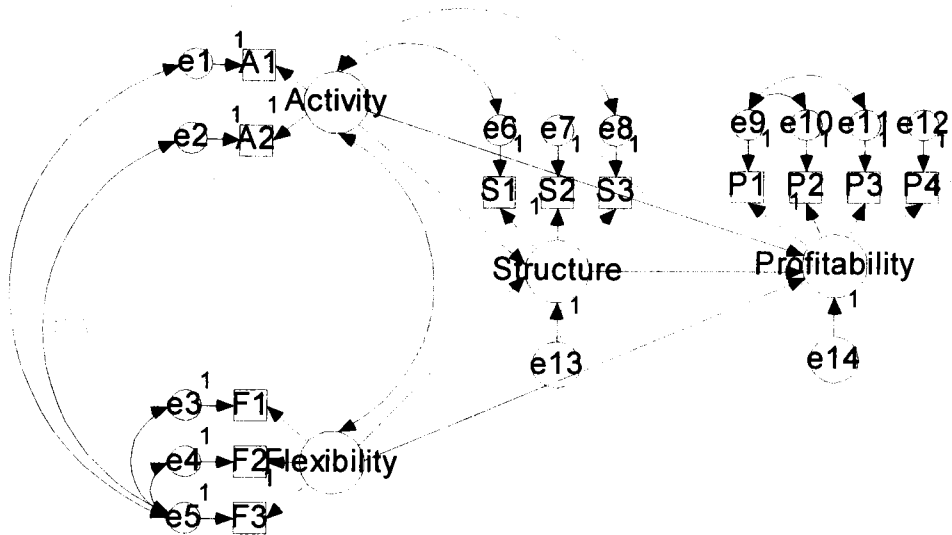 1
e1 A1
Activity
1 1
e2 A2
e6 e7 e8
1 1 1
S1 S2 S3
1
e9 e10 e11 e12
1 1 1 1
P1 P2 P3 P4
1
Structure
Profitability
1
1
e13
e14
1
e3 F1
1
e4 F2 Flexibility
1 1
e5 F3